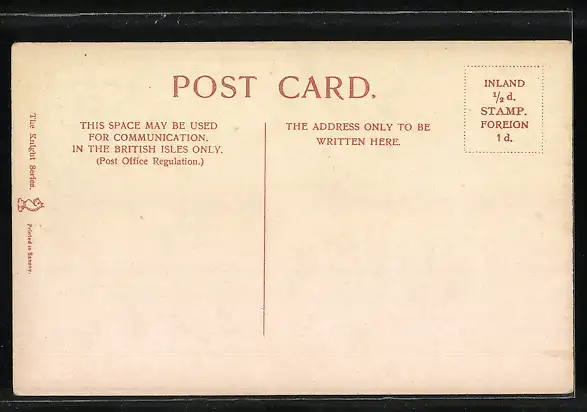 POST CARD.
THIS SPACE MAY BE USED
FOR COMMUNICATION.
IN THE BRITISH ISLES ONLY.
(Post Office Regulation.)
THE ADDRESS ONLY TO BE
WRITTEN HERE.
INLAND
½ d.
STAMP.
FOREION
1 d.
The Knight Series.
Printed in Saxony.